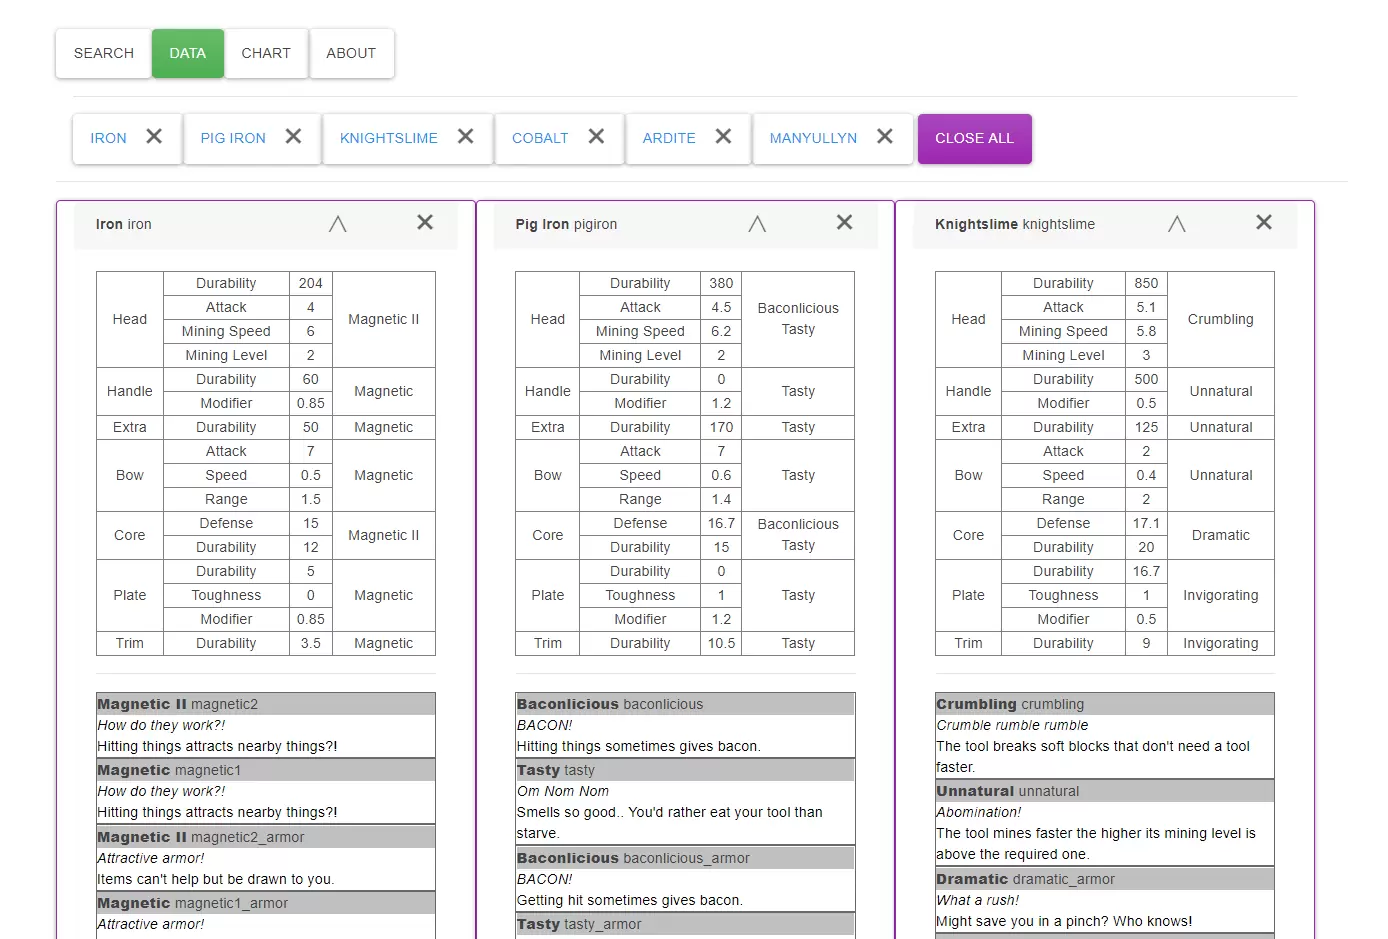 SEARCH DATA CHART ABOUT
IRON PIG IRON KNIGHTSLIME COBALT ARDITE MANYULLYN CLOSE ALL
Iron iron
Head Durability 204 Magnetic II
Attack 4
Mining Speed 6
Mining Level 2
Handle Durability 60 Magnetic
Modifier 0.85
Extra Durability 50 Magnetic
Bow Attack 7 Magnetic
Speed 0.5
Range 1.5
Core Defense 15 Magnetic II
Durability 12
Plate Durability 5 Magnetic
Toughness 0
Modifier 0.85
Trim Durability 3.5 Magnetic
Magnetic II magnetic2
How do they work?!
Hitting things attracts nearby things?!
Magnetic magnetic1
How do they work?!
Hitting things attracts nearby things?!
Magnetic II magnetic2_armor
Attractive armor!
Items can't help but be drawn to you.
Magnetic magnetic1_armor
Attractive armor!
Pig Iron pigiron
Head Durability 380 Baconlicious
Attack 4.5 Tasty
Mining Speed 6.2
Mining Level 2
Handle Durability 0 Tasty
Modifier 1.2
Extra Durability 170 Tasty
Bow Attack 7 Tasty
Speed 0.6
Range 1.4
Core Defense 16.7 Baconlicious
Durability 15 Tasty
Plate Durability 0 Tasty
Toughness 1
Modifier 1.2
Trim Durability 10.5 Tasty
Baconlicious baconlicious
BACON!
Hitting things sometimes gives bacon.
Tasty tasty
Om Nom Nom
Smells so good.. You'd rather eat your tool than
starve.
Baconlicious baconlicious_armor
BACON!
Getting hit sometimes gives bacon.
Tasty tasty_armor
Knightslime knightslime
Head Durability 850 Crumbling
Attack 5.1
Mining Speed 5.8
Mining Level 3
Handle Durability 500 Unnatural
Modifier 0.5
Extra Durability 125 Unnatural
Bow Attack 2 Unnatural
Speed 0.4
Range 2
Core Defense 17.1 Dramatic
Durability 20
Plate Durability 16.7 Invigorating
Toughness 1
Modifier 0.5
Trim Durability 9 Invigorating
Crumbling crumbling
Crumble rumble rumble
The tool breaks soft blocks that don't need a tool
faster.
Unnatural unnatural
Abomination!
The tool mines faster the higher its mining level is
above the required one.
Dramatic dramatic_armor
What a rush!
Might save you in a pinch? Who knows!